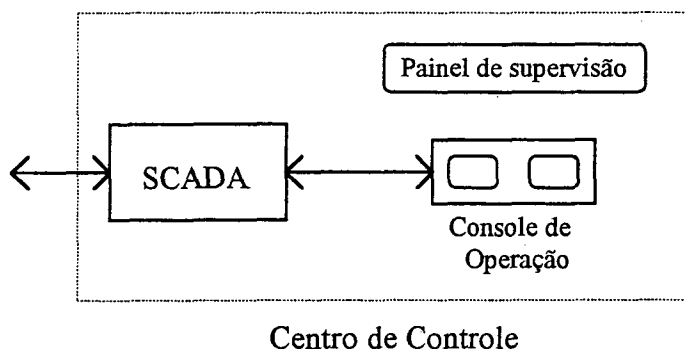 Painel de supervisão
SCADA
Console de
Operação
Centro de Controle